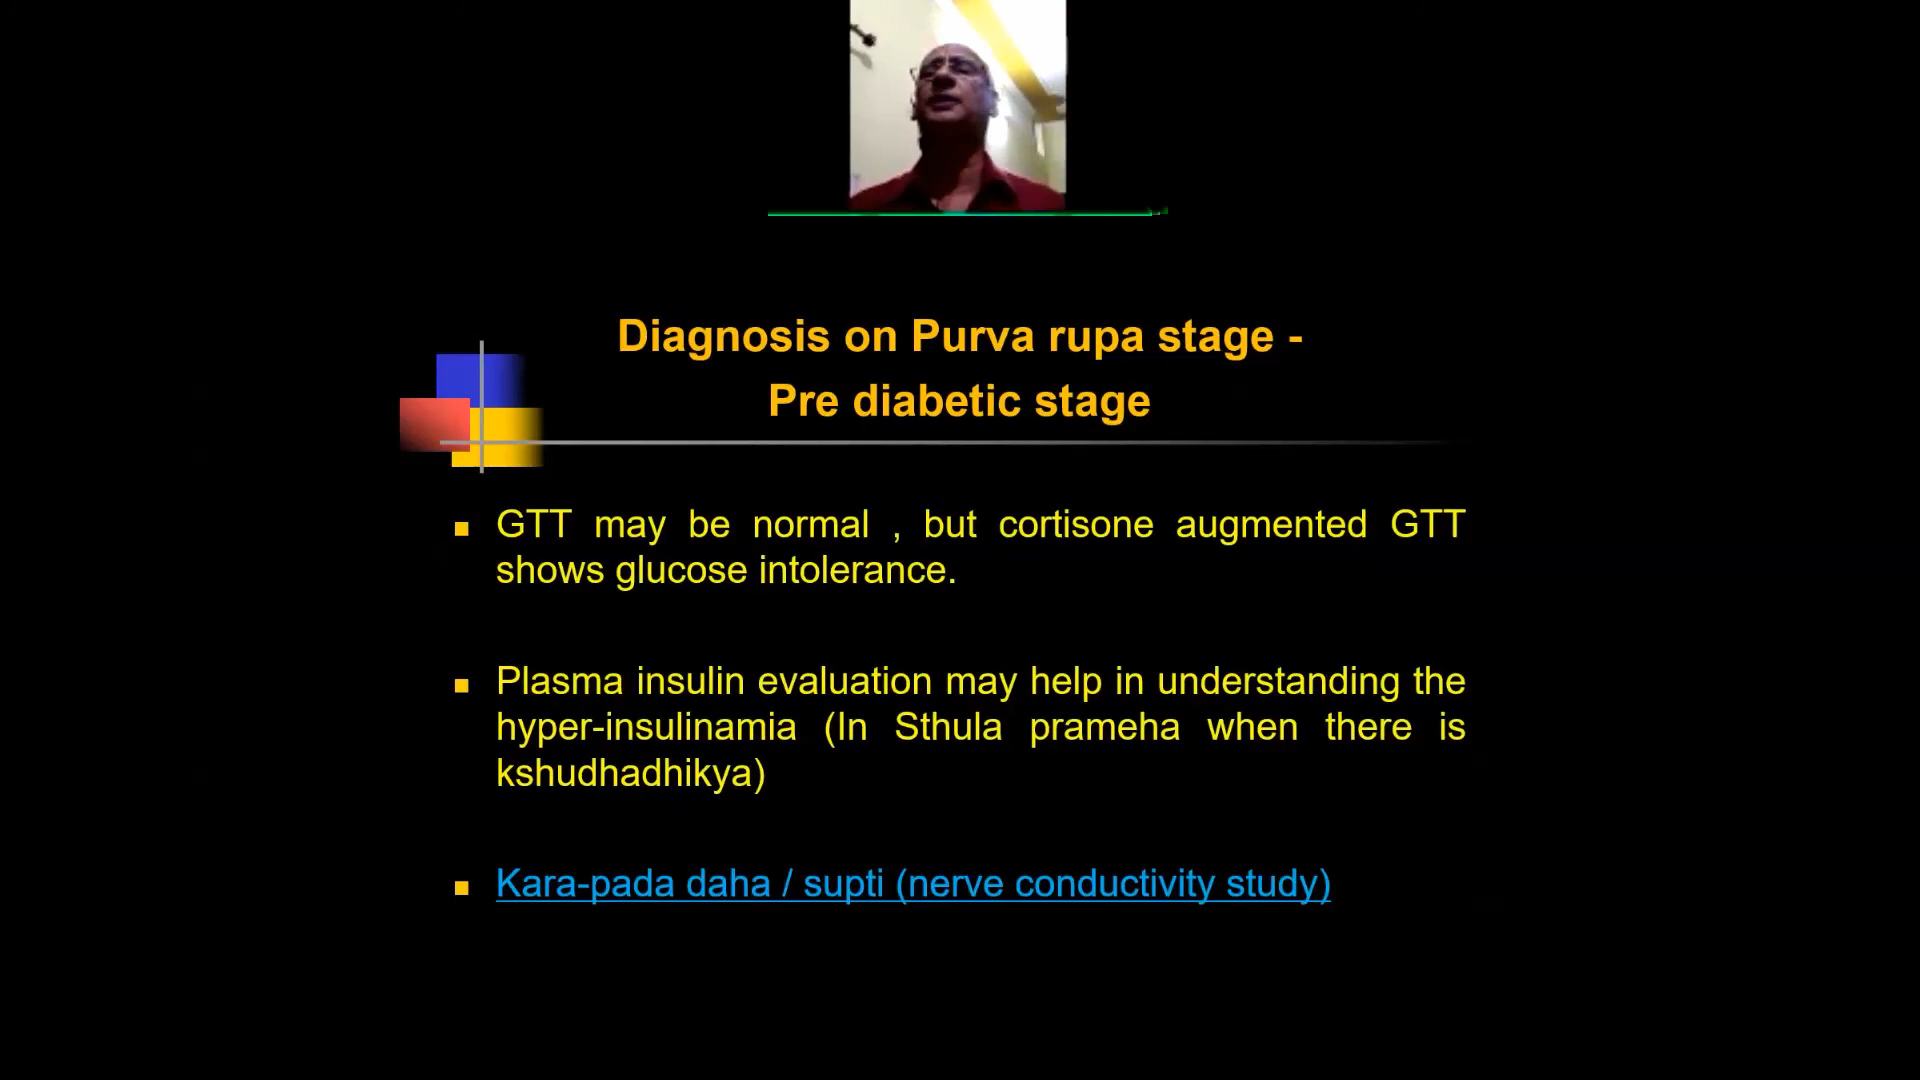 Diagnosis on Purva rupa stage -
Pre diabetic stage
GTT may be normal , but cortisone augmented GTT
shows glucose intolerance.
Plasma insulin evaluation may help in understanding the
hyper-insulinamia (In Sthula prameha when there is
kshudhadhikya)
Kara-pada daha / supti (nerve conductivity study)